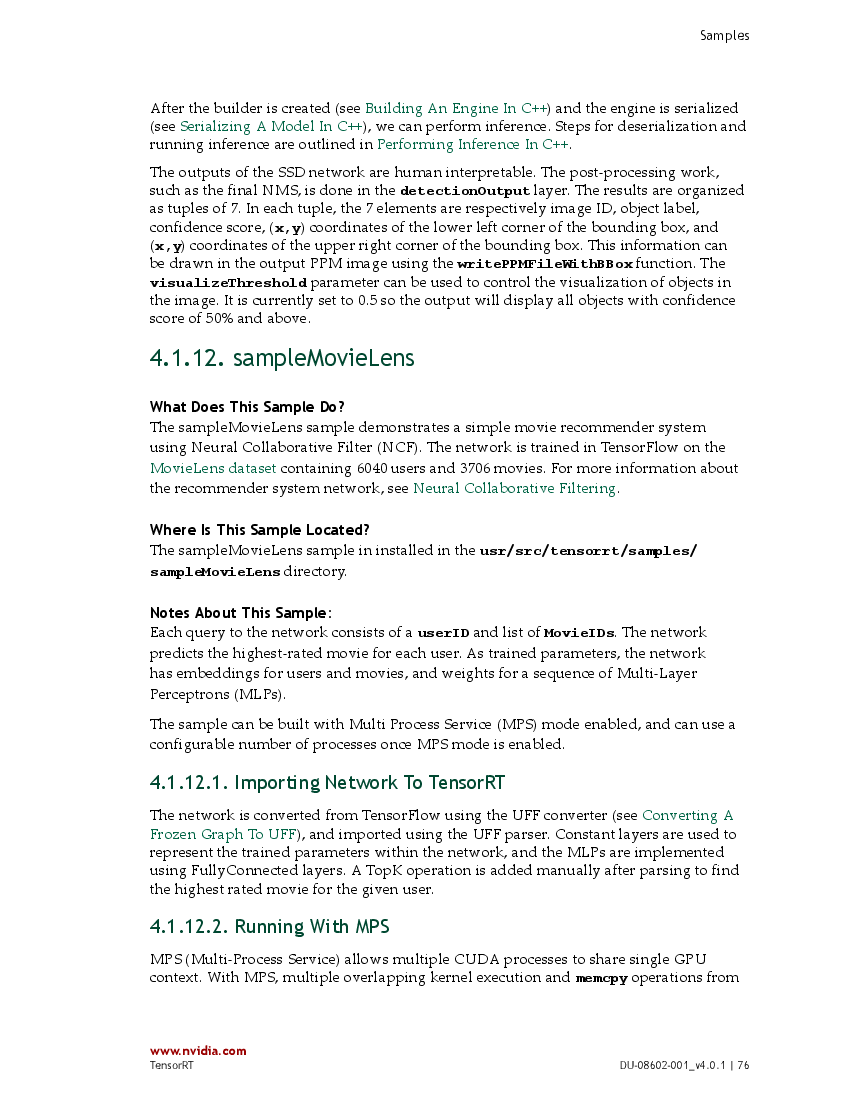 Samples
After the builder is created (see Building An Engine In C++) and the engine is serialized
(see Serializing A Model In C++), we can perform inference. Steps for deserialization and
running inference are outlined in Performing Inference In C++.
The outputs of the SSD network are human interpretable. The post-processing work,
such as the final NMS, is done in the detectionOutput layer. The results are organized
as tuples of 7. In each tuple, the 7 elements are respectively image ID, object label,
confidence score, (x,y) coordinates of the lower left corner of the bounding box, and
(x,y) coordinates of the upper right corner of the bounding box. This information can
be drawn in the output PPM image using the writePPMFileWithBBox function. The
visualizeThreshold parameter can be used to control the visualization of objects in
the image. It is currently set to 0.5 so the output will display all objects with confidence
score of 50% and above.
4.1.12. sampleMovieLens
What Does This Sample Do?
The sampleMovieLens sample demonstrates a simple movie recommender system
using Neural Collaborative Filter (NCF). The network is trained in TensorFlow on the
MovieLens dataset containing 6040 users and 3706 movies. For more information about
the recommender system network, see Neural Collaborative Filtering.
Where Is This Sample Located?
The sampleMovieLens sample in installed in the usr/src/tensorrt/samples/
sampleMovieLens directory.
Notes About This Sample:
Each query to the network consists of a userID and list of MovieIDs. The network
predicts the highest-rated movie for each user. As trained parameters, the network
has embeddings for users and movies, and weights for a sequence of Multi-Layer
Perceptrons (MLPs).
The sample can be built with Multi Process Service (MPS) mode enabled, and can use a
configurable number of processes once MPS mode is enabled.
4.1.12.1. Importing Network To TensorRT
The network is converted from TensorFlow using the UFF converter (see Converting A
Frozen Graph To UFF), and imported using the UFF parser. Constant layers are used to
represent the trained parameters within the network, and the MLPs are implemented
using FullyConnected layers. A TopK operation is added manually after parsing to find
the highest rated movie for the given user.
4.1.12.2. Running With MPS
MPS (Multi-Process Service) allows multiple CUDA processes to share single GPU
context. With MPS, multiple overlapping kernel execution and memcpy operations from
www.nvidia.com
TensorRT DU-08602-001_v4.0.1 | 76